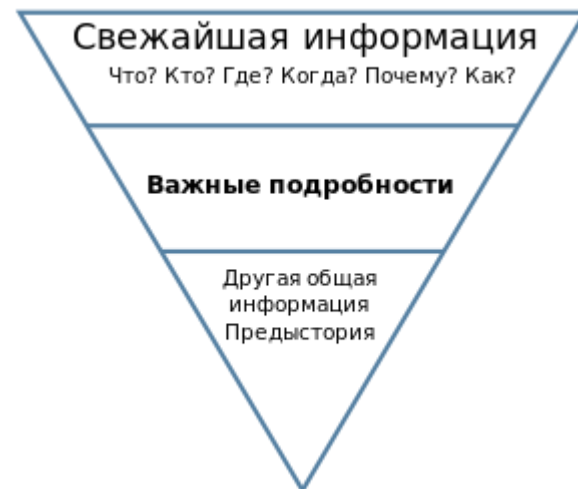 Свежайшая информация
Что? Кто? Где? Когда? Почему? Как?
Важные подробности
Другая общая
информация
Предыстория